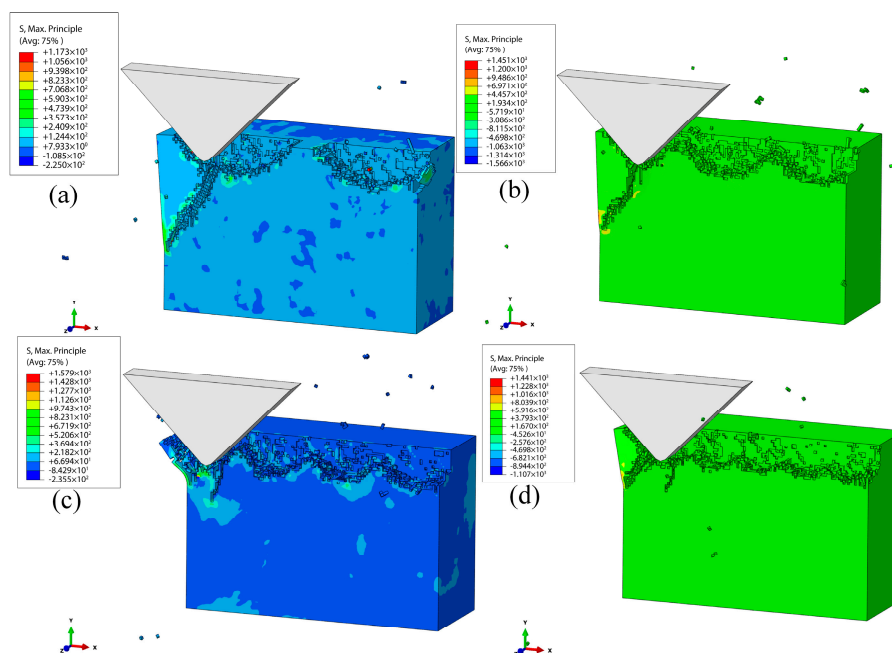 S, Max. Principle
(Avg: 75%)
+1.173×10³
+1.056×10³
+9.398×10²
+8.233×10²
+7.068×10²
+5.903×10²
+4.739×10²
+3.573×10²
+2.409×10²
+1.244×10²
+7.933×10⁰
-1.085×10²
-2.250×10²
(a)
Y
Z
X
S, Max. Principle
(Avg: 75% )
+1.451×10³
+1.200×10³
+9.486×10²
+6.971×10²
+4.457×10²
+1.934×10²
-5.719×10¹
-3.086×10²
-8.115×10²
-4.698×10²
-1.063×10³
-1.314×10³
-1.566×10³
(b)
Y
Z
X
S, Max. Principle
(Avg: 75% )
+1.579×10³
+1.428×10³
+1.277×10³
+1.126×10³
+9.743×10²
+8.231×10²
+6.719×10²
+5.206×10²
+3.694×10²
+2.182×10²
+6.694×10¹
-8.429×10¹
-2.355×10²
(c)
Y
Z
X
S, Max. Principle
(Avg: 75% )
+1.441×10³
+1.228×10³
+1.016×10³
+8.039×10²
+5.916×10²
+3.793×10²
+1.670×10²
-4.526×10¹
-2.576×10²
-4.698×10²
-6.821×10²
-8.944×10²
-1.107×10³
(d)
Y
Z
X